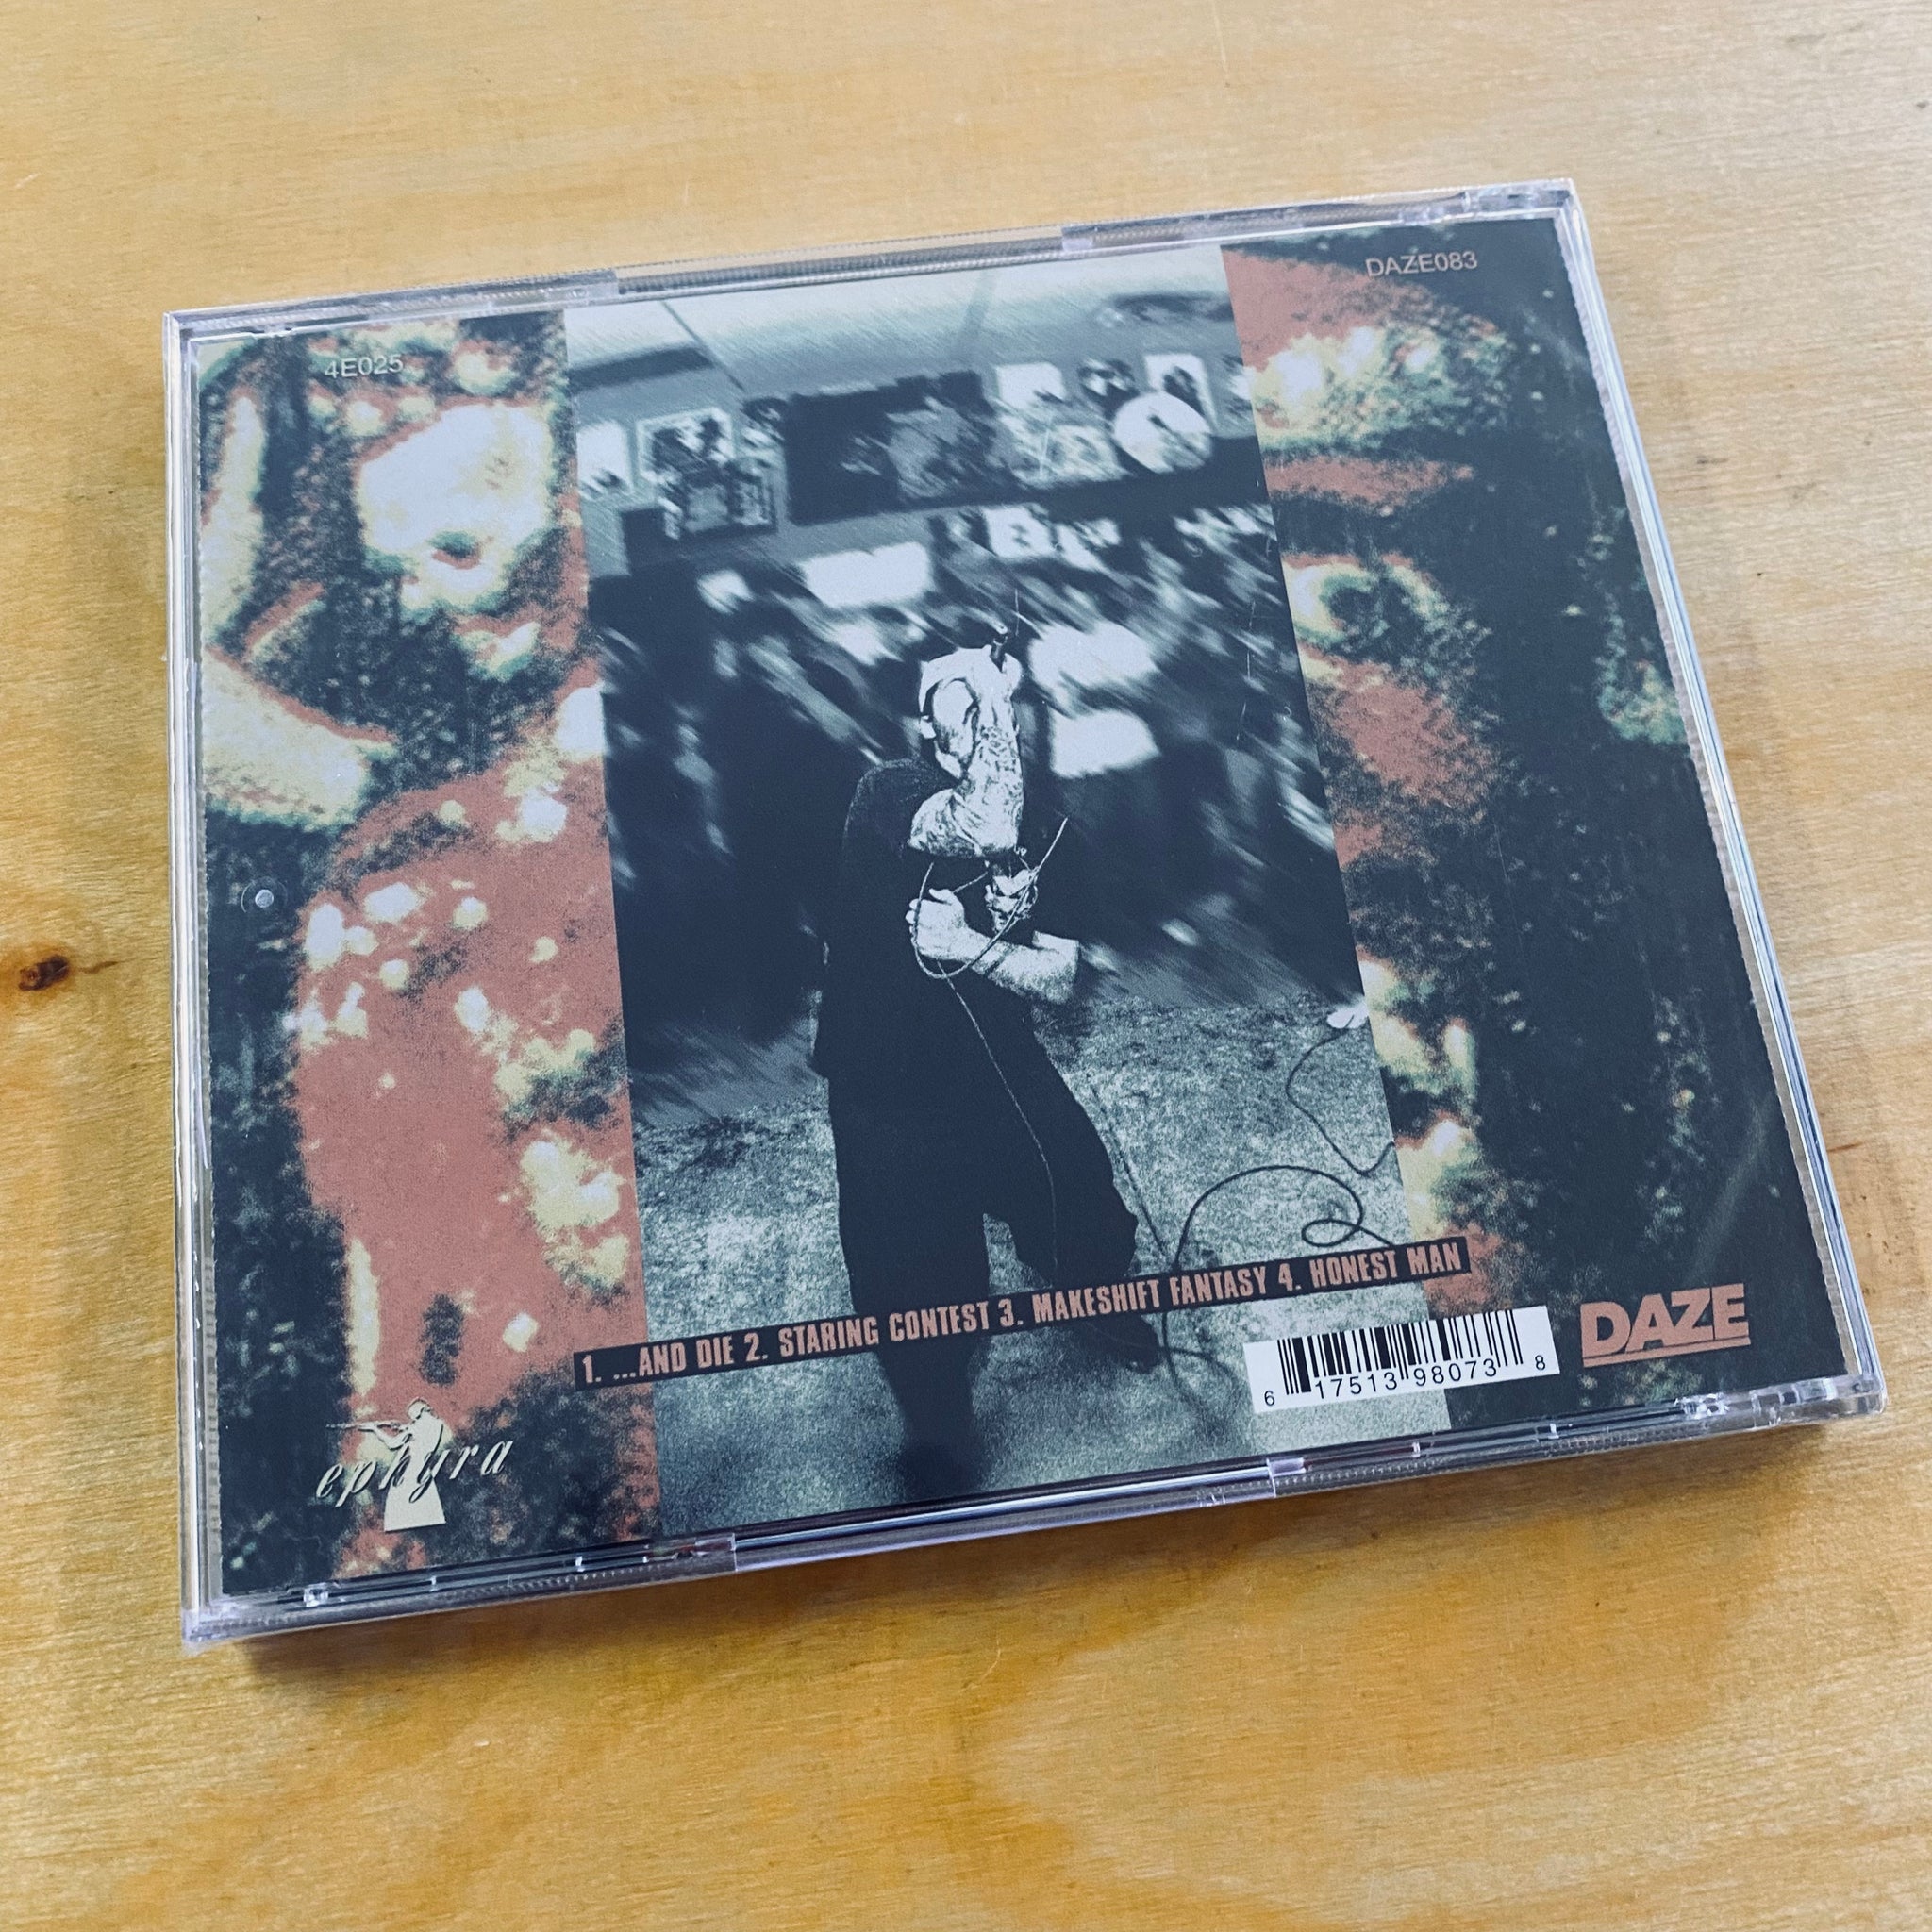 4E025
DAZE083
1. ...AND DIE 2. STARING CONTEST 3. MAKESHIFT FANTASY 4. HONEST MAN
ephyra
6 17513 98073 8
DAZE